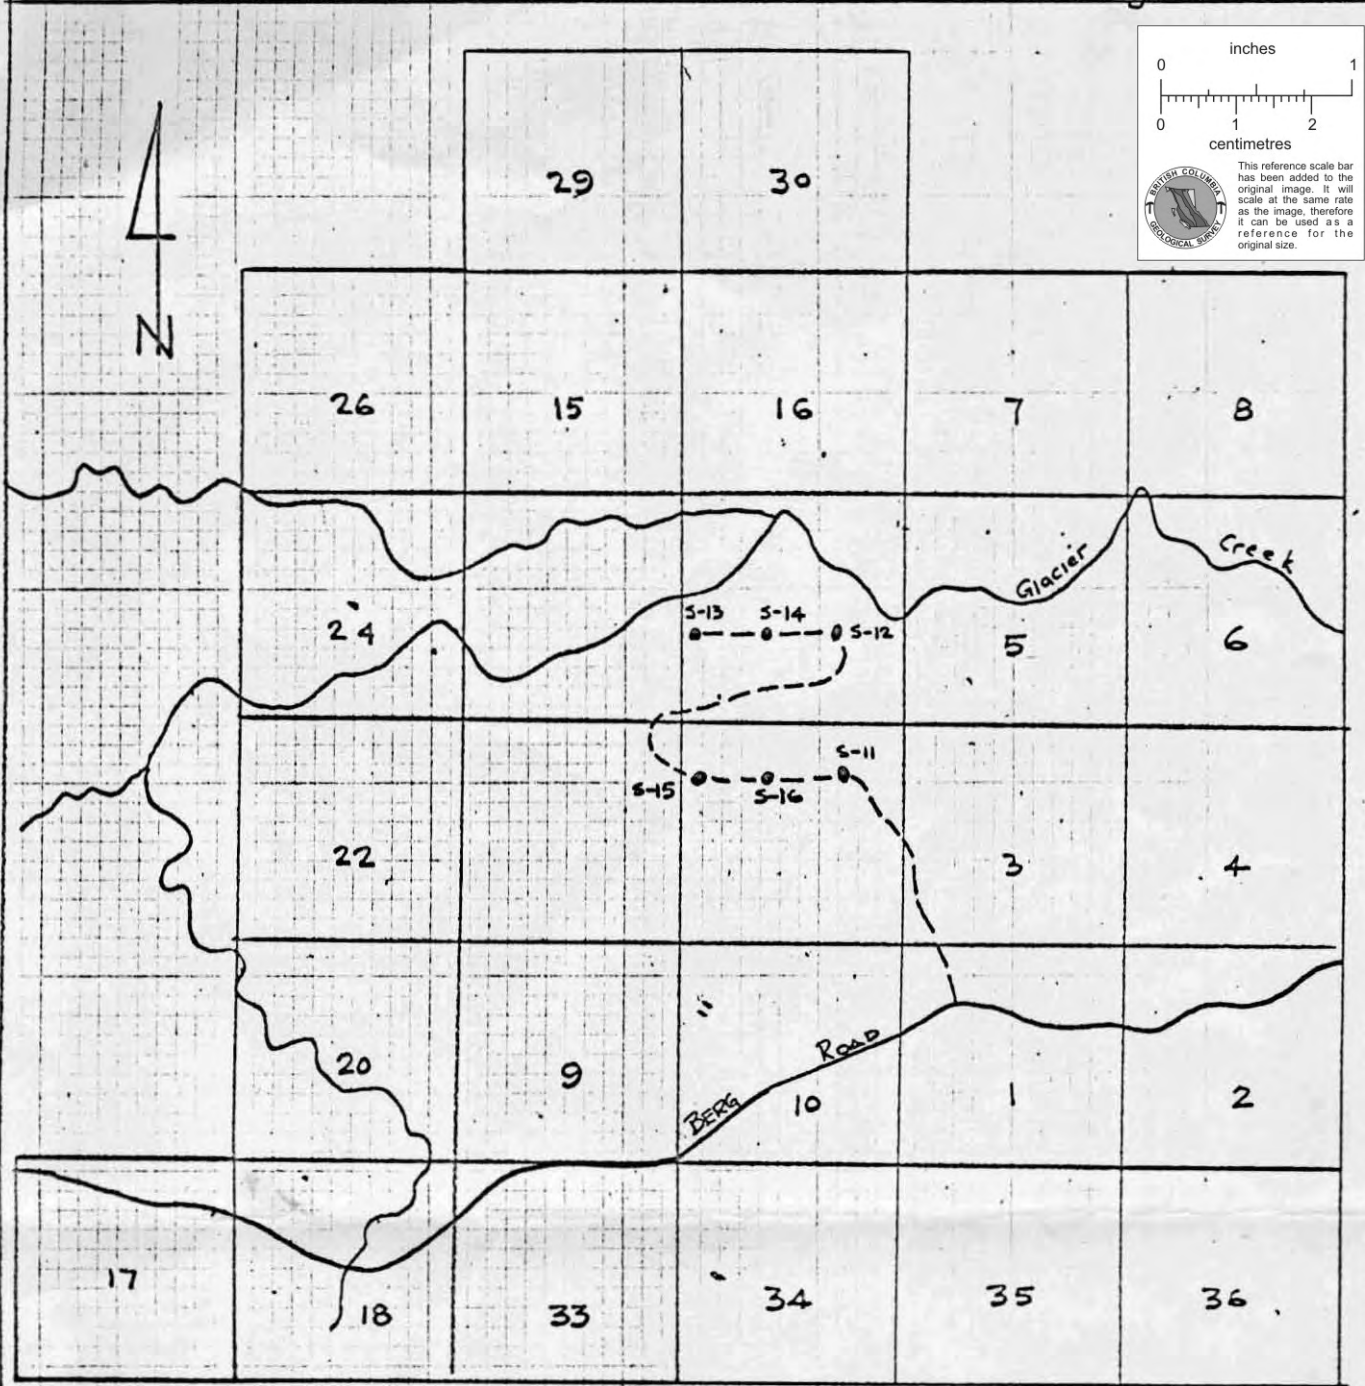 inches
0 1
0 1 2
centimetres
This reference scale bar
has been added to the
original image. It will
scale at the same rate
as the image, therefore
it can be used as a
reference for the
original size.
BRITISH COLUMBIA
GEOLOGICAL SURVEY
N
29 30
26 15 16 7 8
Glacier Creek
24 S-13 S-14 S-12 5 6
S-15 S-16 S-11
22 3 4
20 9 BERG ROAD 10 1 2
17 18 33 34 35 36